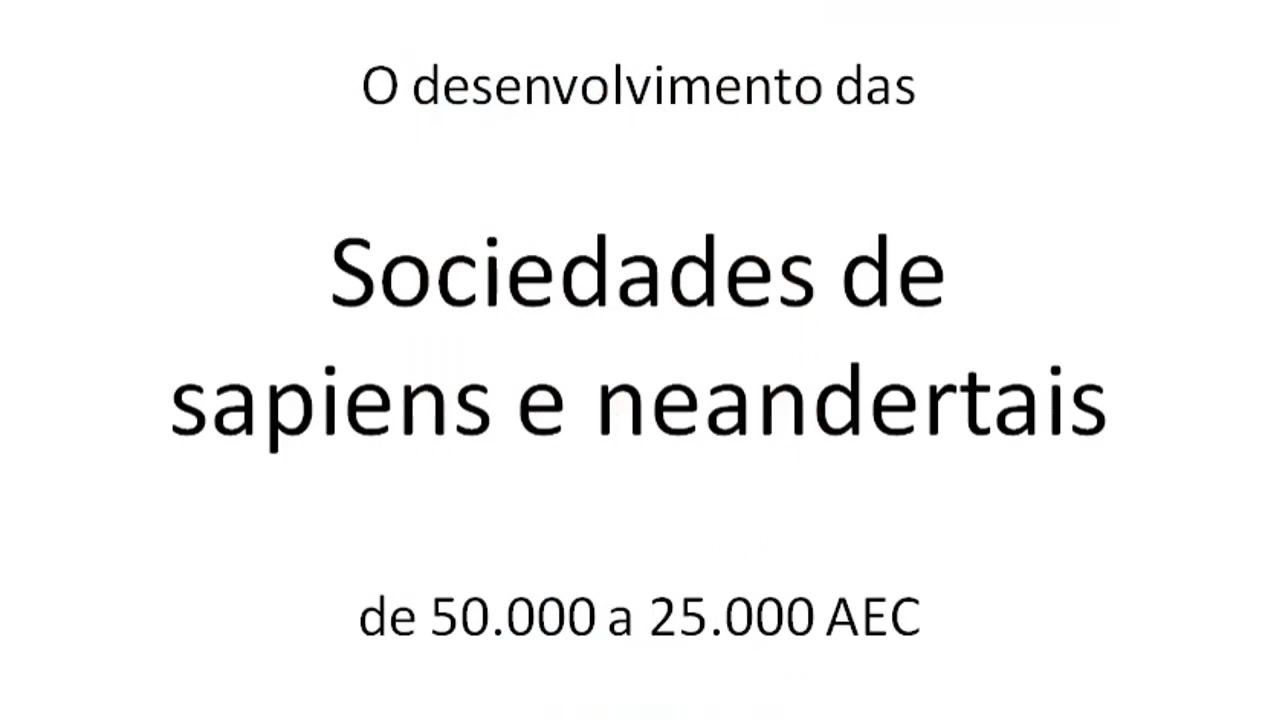 O desenvolvimento das
Sociedades de
sapiens e neandertais
de 50.000 a 25.000 AEC